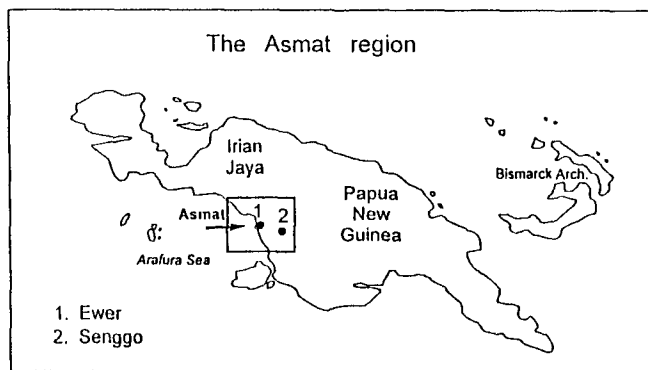 The Asmat region
Irian
Jaya
Bismarck Arch.
Papua
New
Guinea
Asmat
1
2
Arafura Sea
1. Ewer
2. Senggo